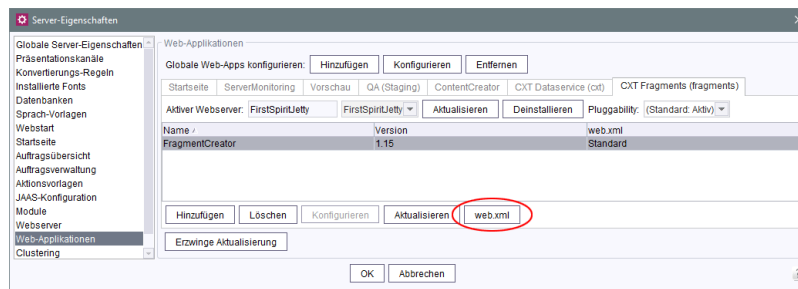 Server-Eigenschaften
Globale Server-Eigenschaften
Präsentationskanäle
Konvertierungs-Regeln
Installierte Fonts
Datenbanken
Sprach-Vorlagen
Webstart
Startseite
Auftragsübersicht
Auftragsverwaltung
Aktionsvorlagen
JAAS-Konfiguration
Module
Webserver
Web-Applikationen
Clustering
Web-Applikationen
Globale Web-Apps konfigurieren: Hinzufügen Konfigurieren Entfernen
Startseite ServerMonitoring Vorschau QA (Staging) ContentCreator CXT Dataservice (cxt) CXT Fragments (fragments)
Aktiver Webserver: FirstSpiritJetty FirstSpiritJetty Aktualisieren Deinstallieren Pluggability: (Standard: Aktiv)
Name Version web.xml
FragmentCreator 1.15 Standard
Hinzufügen Löschen Konfigurieren Aktualisieren web.xml
Erzwinge Aktualisierung
OK Abbrechen